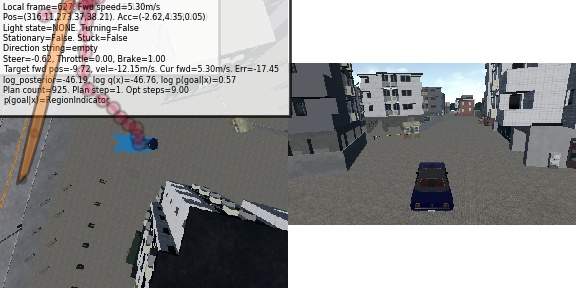 Local frame=627. Fwd speed=5.30m/s.
Pos=(316.11,273.37,38.21). Acc=(-2.62,4.35,0.05).
Light state=NONE. Turning=False
Stationary=False. Stuck=False
Direction string=empty
Steer=-0.62, Throttle=0.00, Brake=1.00
Target fwd pos=-9.72, vel=-12.15m/s. Cur fwd=5.30m/s. Err=-17.45
log_posterior=-46.19, log q(x)=-46.76, log p(goal|x)=0.57
Plan count=925. Plan step=1. Opt steps=9.00
p(goal|x)=RegionIndicator